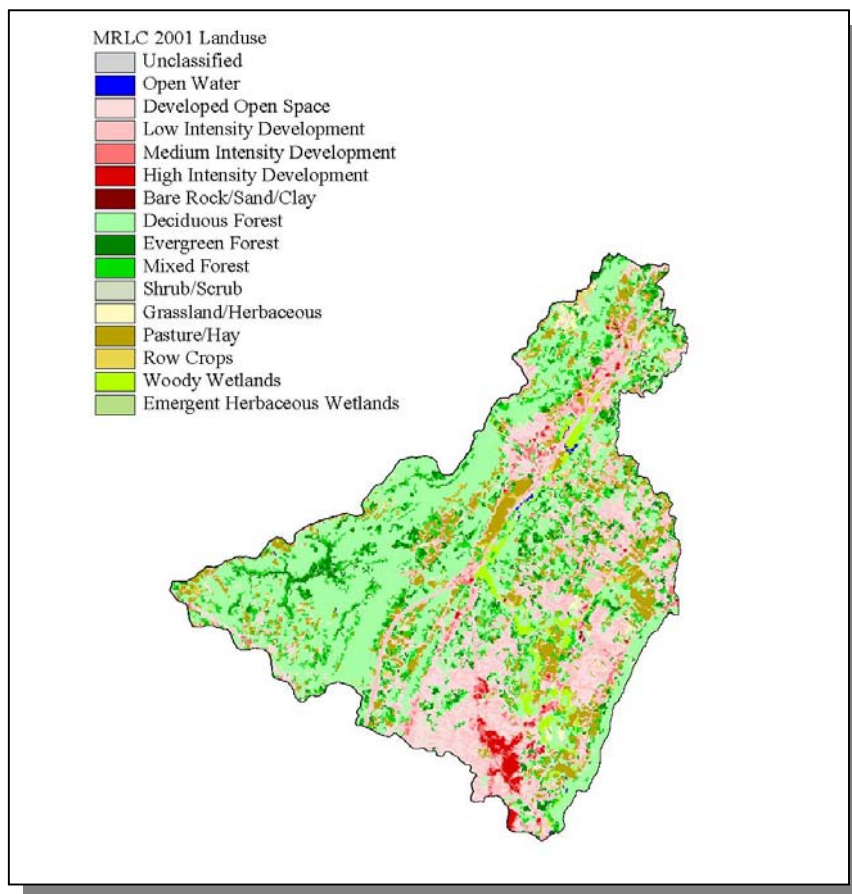 MRLC 2001 Landuse
Unclassified
Open Water
Developed Open Space
Low Intensity Development
Medium Intensity Development
High Intensity Development
Bare Rock/Sand/Clay
Deciduous Forest
Evergreen Forest
Mixed Forest
Shrub/Scrub
Grassland/Herbaceous
Pasture/Hay
Row Crops
Woody Wetlands
Emergent Herbaceous Wetlands